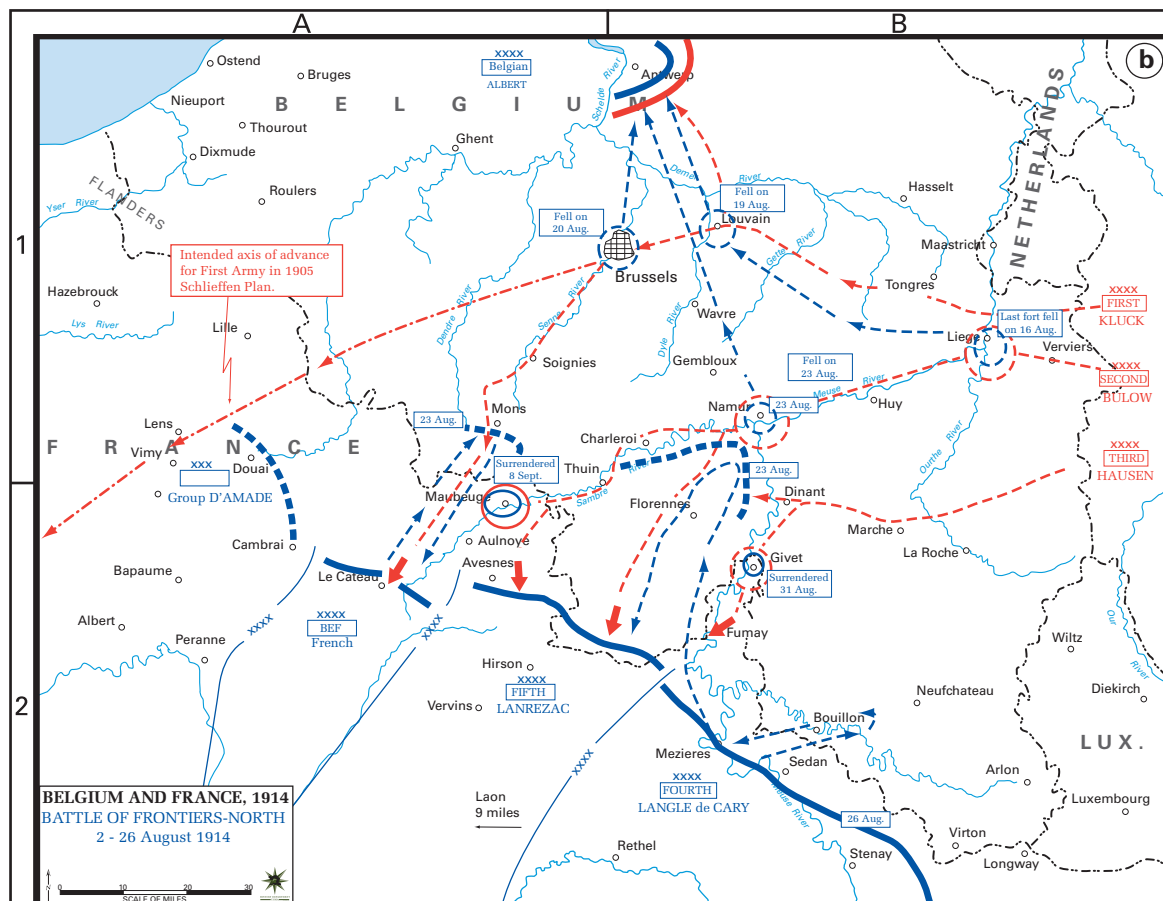 A
B
b
1
2
Ostend
Bruges
XXXX
Belgian
ALBERT
Schelde River
Antwerp
Nieuport
BELGIUM
Thourout
Dixmude
Ghent
FLANDERS
Roulers
Yser River
Demer River
Fell on
19 Aug.
Louvain
Hasselt
NETHERLANDS
Fell on
20 Aug.
Maastricht
Gette River
Intended axis of advance
for First Army in 1905
Schlieffen Plan.
Brussels
Tongres
Hazebrouck
Lys River
Dendre River
Senne River
Dyle River
Wavre
XXXX
FIRST
KLUCK
Lille
Last fort fell
on 16 Aug.
Liege
Verviers
Soignies
Gembloux
Fell on
23 Aug.
XXXX
SECOND
BULOW
Meuse River
Huy
Mons
Namur
23 Aug.
23 Aug.
Lens
Charleroi
FRANCE
Vimy
Douai
Ourthe River
XXXX
THIRD
HAUSEN
XXX
Group D'AMADE
Surrendered
8 Sept.
Thuin
23 Aug.
Maubeuge
Sambre River
Florennes
Dinant
Marche
Cambrai
Aulnoye
La Roche
Avesnes
Givet
Bapaume
Le Cateau
Surrendered
31 Aug.
Albert
XXXX
BEF
French
XXXX
XXXX
Fumay
Peranne
Wiltz
Our River
Hirson
XXXX
FIFTH
LANREZAC
Vervins
Neufchateau
Diekirch
Bouillon
LUX.
XXXX
Mezieres
Sedan
Arlon
XXXX
FOURTH
LANGLE de CARY
Meuse River
Luxembourg
Laon
9 miles
26 Aug.
Virton
Longway
Rethel
Stenay
BELGIUM AND FRANCE, 1914
BATTLE OF FRONTIERS-NORTH
2 - 26 August 1914
N
0 10 20 30
SCALE OF MILES